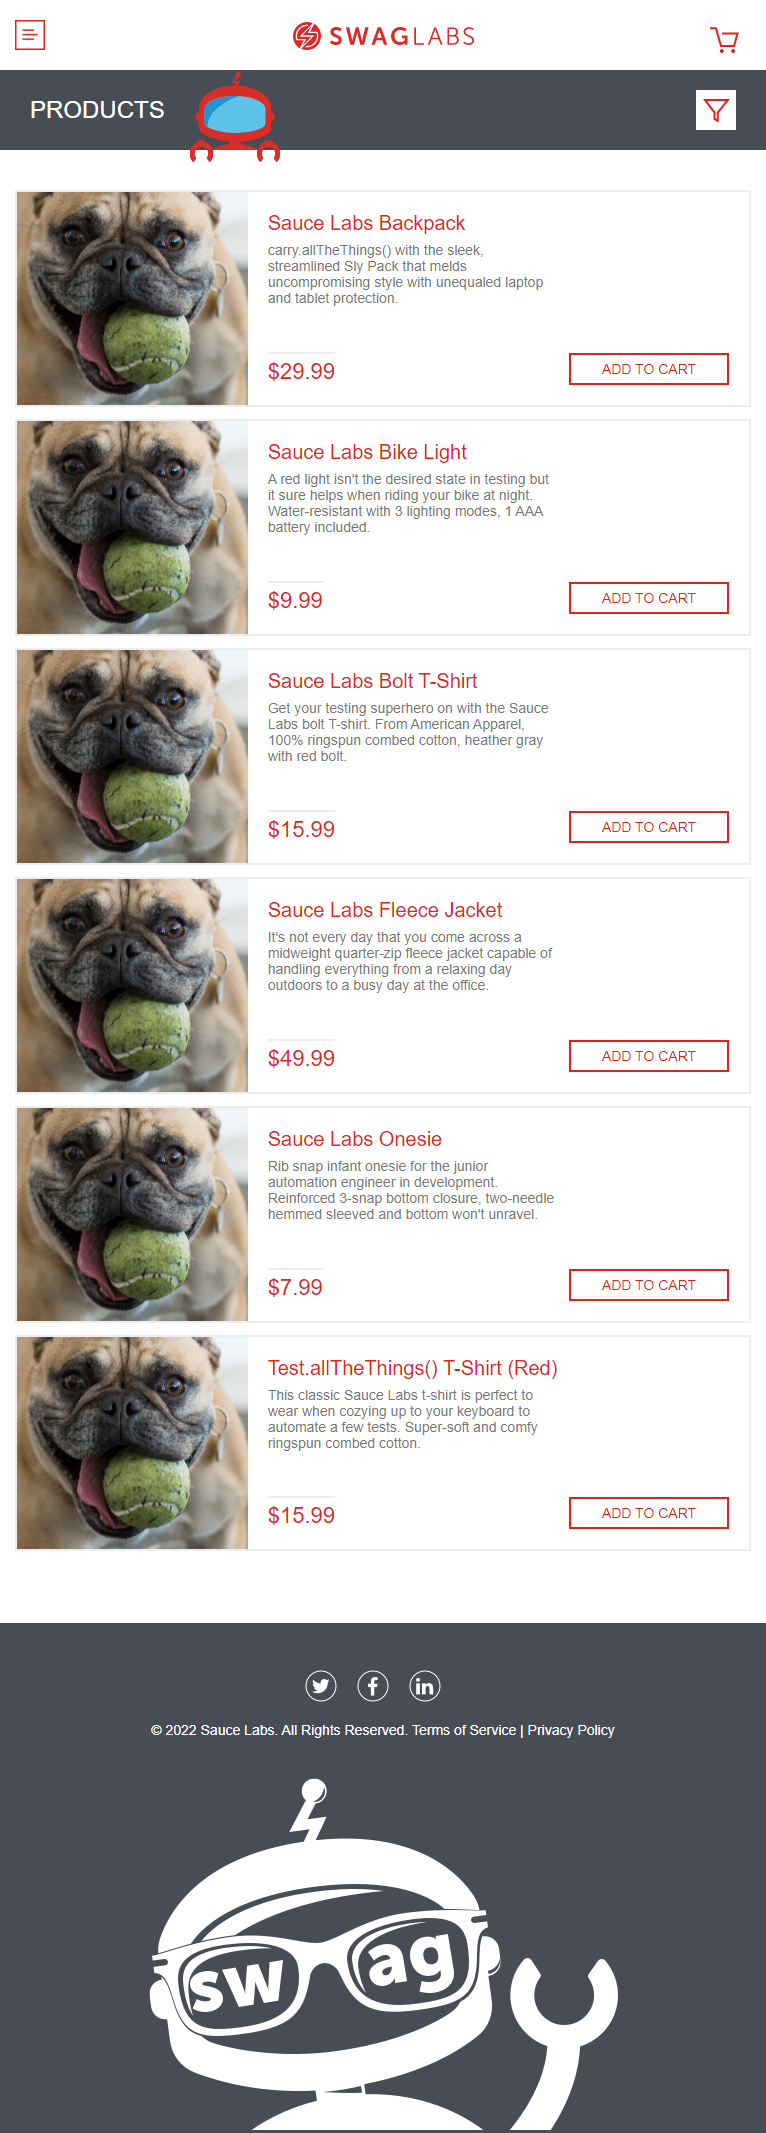 SWAGLABS
PRODUCTS
Sauce Labs Backpack
carry.allTheThings() with the sleek,
streamlined Sly Pack that melds
uncompromising style with unequaled laptop
and tablet protection.
$29.99
ADD TO CART
Sauce Labs Bike Light
A red light isn't the desired state in testing but
it sure helps when riding your bike at night.
Water-resistant with 3 lighting modes, 1 AAA
battery included.
$9.99
ADD TO CART
Sauce Labs Bolt T-Shirt
Get your testing superhero on with the Sauce
Labs bolt T-shirt. From American Apparel,
100% ringspun combed cotton, heather gray
with red bolt.
$15.99
ADD TO CART
Sauce Labs Fleece Jacket
It's not every day that you come across a
midweight quarter-zip fleece jacket capable of
handling everything from a relaxing day
outdoors to a busy day at the office.
$49.99
ADD TO CART
Sauce Labs Onesie
Rib snap infant onesie for the junior
automation engineer in development.
Reinforced 3-snap bottom closure, two-needle
hemmed sleeved and bottom won't unravel.
$7.99
ADD TO CART
Test.allTheThings() T-Shirt (Red)
This classic Sauce Labs t-shirt is perfect to
wear when cozying up to your keyboard to
automate a few tests. Super-soft and comfy
ringspun combed cotton.
$15.99
ADD TO CART
© 2022 Sauce Labs. All Rights Reserved. Terms of Service | Privacy Policy
swag